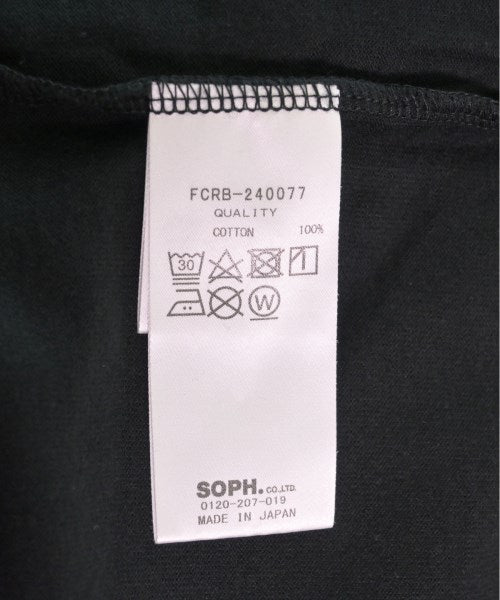 FCRB-240077
QUALITY
COTTON 100%
30
W
SOPH.CO.,LTD.
0120-207-019
MADE IN JAPAN